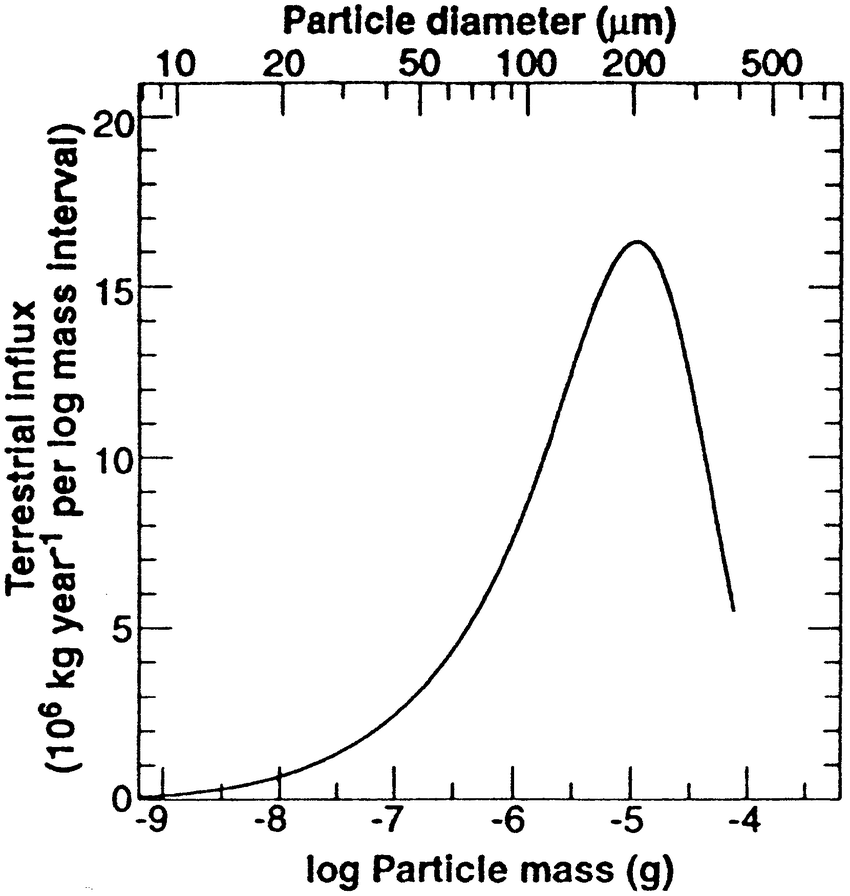 Particle diameter (μm)
10 20 50 100 200 500
Terrestrial influx
(10⁶ kg year⁻¹ per log mass interval)
20
15
10
5
0
-9 -8 -7 -6 -5 -4
log Particle mass (g)